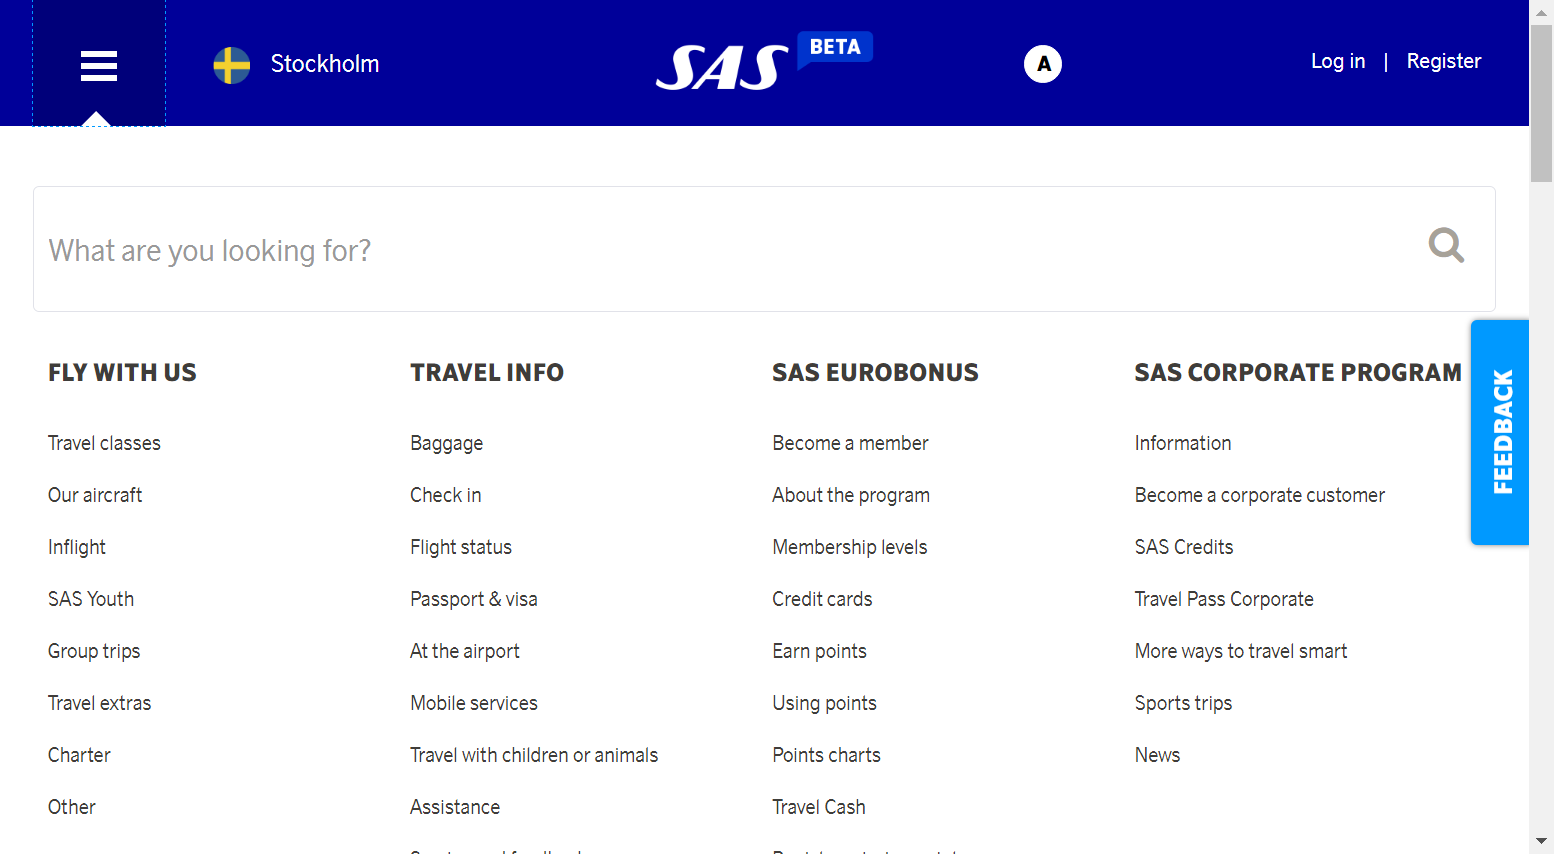 Stockholm
SAS BETA
A
Log in | Register
What are you looking for?
FEEDBACK
FLY WITH US
Travel classes
Our aircraft
Inflight
SAS Youth
Group trips
Travel extras
Charter
Other
TRAVEL INFO
Baggage
Check in
Flight status
Passport & visa
At the airport
Mobile services
Travel with children or animals
Assistance
SAS EUROBONUS
Become a member
About the program
Membership levels
Credit cards
Earn points
Using points
Points charts
Travel Cash
SAS CORPORATE PROGRAM
Information
Become a corporate customer
SAS Credits
Travel Pass Corporate
More ways to travel smart
Sports trips
News